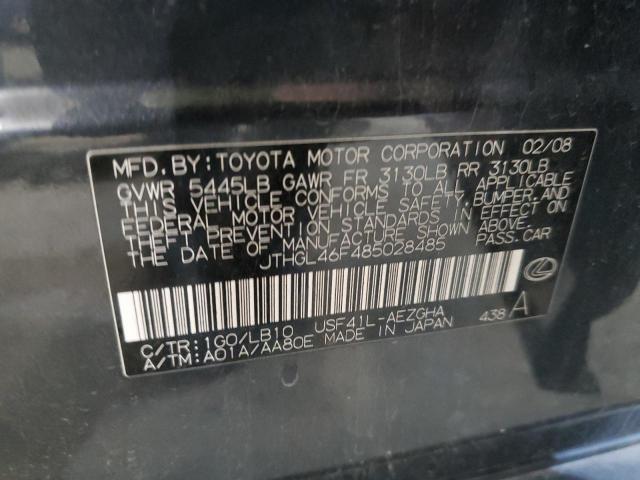 MFD. BY: TOYOTA MOTOR CORPORATION 02/08
GVWR 5445LB GAWR FR 3130LB RR 3130LB
THIS VEHICLE CONFORMS TO ALL APPLICABLE
FEDERAL MOTOR VEHICLE SAFETY, BUMPER, AND
THEFT PREVENTION STANDARDS IN EFFECT ON
THE DATE OF MANUFACTURE SHOWN ABOVE.
JTHGL46F485028485 PASS. CAR
C/TR: 1G0/LB10 USF41L-AEZGHA 438 A
A/TM: A01A/AA80E MADE IN JAPAN